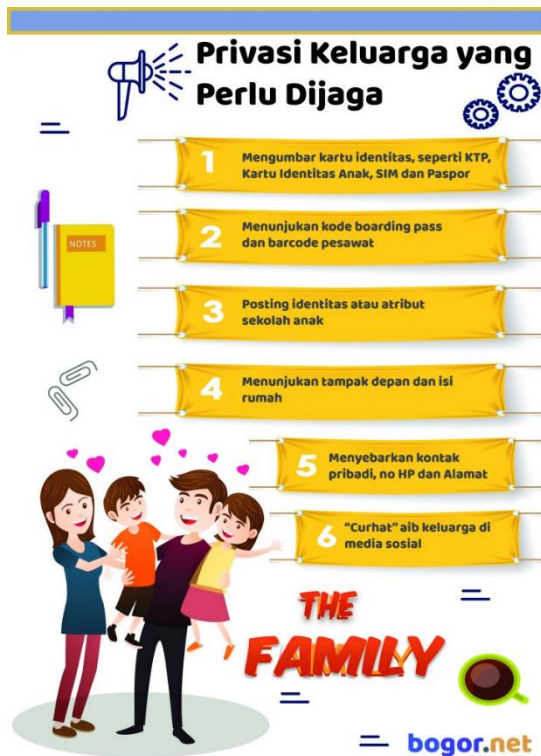 Privasi Keluarga yang
Perlu Dijaga
1
Mengumbar kartu identitas, seperti KTP,
Kartu Identitas Anak, SIM dan Paspor
2
Menunjukan kode boarding pass
dan barcode pesawat
NOTES
3
Posting identitas atau atribut
sekolah anak
4
Menunjukan tampak depan dan isi
rumah
5
Menyebarkan kontak
pribadi, no HP dan Alamat
6
"Curhat" aib keluarga di
media sosial
THE
FAMILY
bogor.net